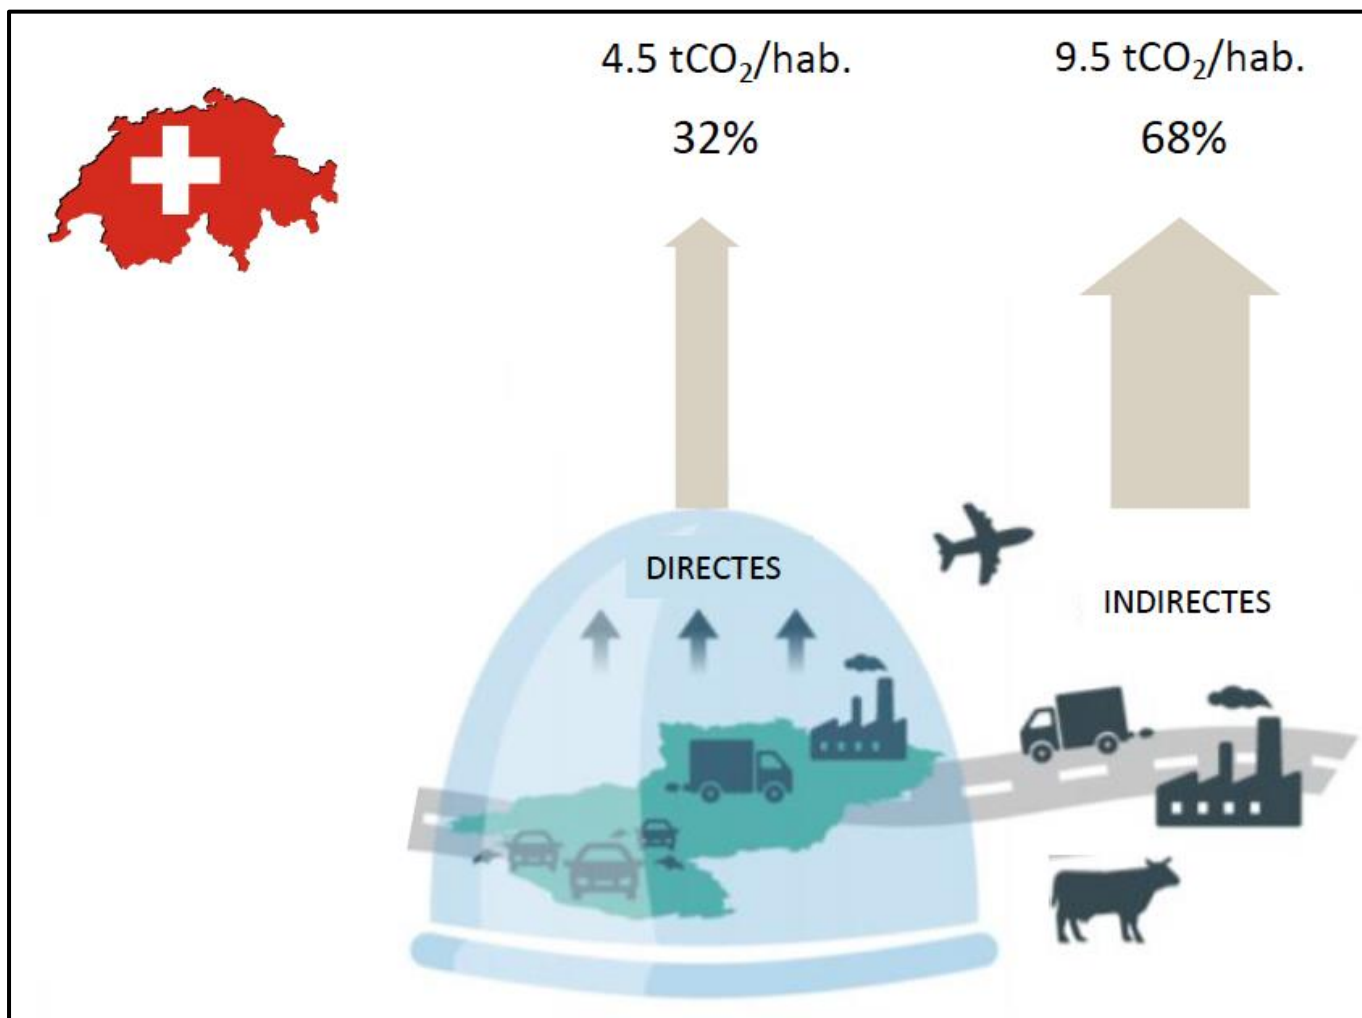 4.5 tCO₂/hab.
9.5 tCO₂/hab.
32%
68%
DIRECTES
INDIRECTES